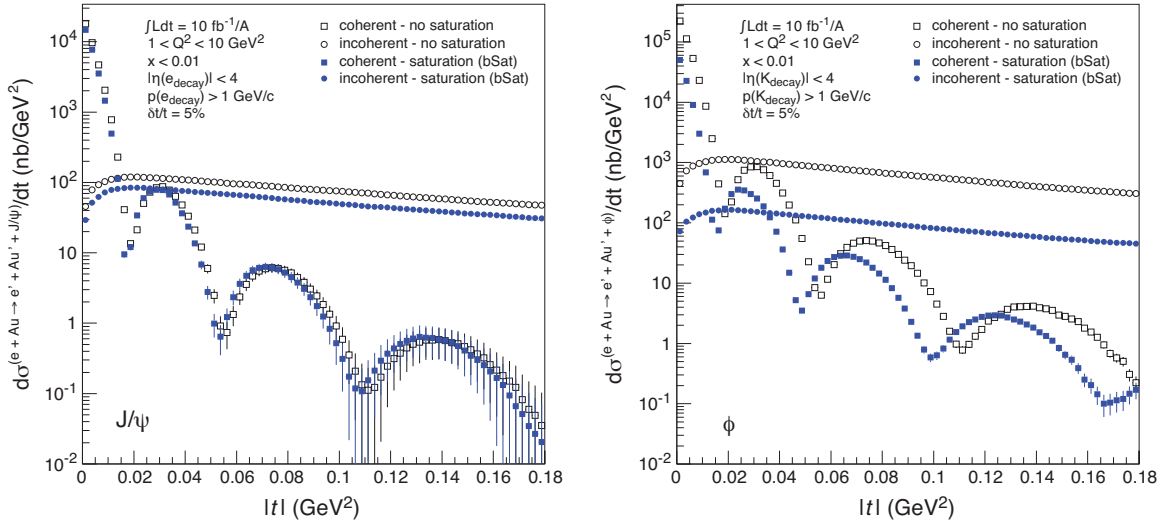 ∫Ldt = 10 fb⁻¹/A
1 < Q² < 10 GeV²
x < 0.01
|η(e_decay)| < 4
p(e_decay) > 1 GeV/c
δt/t = 5%
coherent - no saturation
incoherent - no saturation
coherent - saturation (bSat)
incoherent - saturation (bSat)
dσ^(e + Au → e' + Au' + J/ψ)/dt (nb/GeV²)
10⁴
10³
10²
10
1
10⁻¹
10⁻²
J/ψ
0 0.02 0.04 0.06 0.08 0.1 0.12 0.14 0.16 0.18
|t| (GeV²)
∫Ldt = 10 fb⁻¹/A
1 < Q² < 10 GeV²
x < 0.01
|η(K_decay)| < 4
p(K_decay) > 1 GeV/c
δt/t = 5%
coherent - no saturation
incoherent - no saturation
coherent - saturation (bSat)
incoherent - saturation (bSat)
dσ^(e + Au → e' + Au' + ϕ)/dt (nb/GeV²)
10⁵
10⁴
10³
10²
10
1
10⁻¹
10⁻²
ϕ
0 0.02 0.04 0.06 0.08 0.1 0.12 0.14 0.16 0.18
|t| (GeV²)